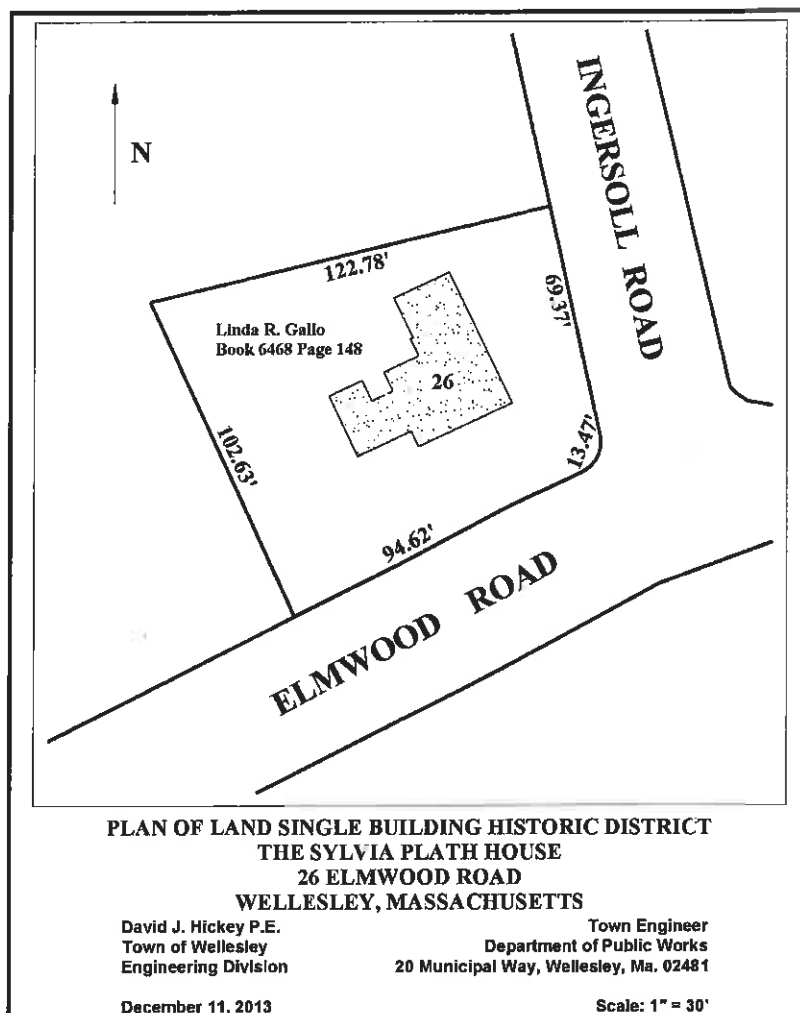 INGERSOLL ROAD
N
122.78'
69.37'
Linda R. Gallo
Book 6468 Page 148
26
102.63'
13.47'
94.62'
ELMWOOD ROAD
PLAN OF LAND SINGLE BUILDING HISTORIC DISTRICT
THE SYLVIA PLATH HOUSE
26 ELMWOOD ROAD
WELLESLEY, MASSACHUSETTS
David J. Hickey P.E.
Town of Wellesley
Engineering Division
Town Engineer
Department of Public Works
20 Municipal Way, Wellesley, Ma. 02481
December 11, 2013
Scale: 1" = 30'